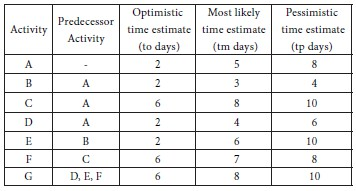 Activity Predecessor Activity Optimistic time estimate (to days) Most likely time estimate (tm days) Pessimistic time estimate (tp days)
A - 2 5 8
B A 2 3 4
C A 6 8 10
D A 2 4 6
E B 2 6 10
F C 6 7 8
G D, E, F 6 8 10